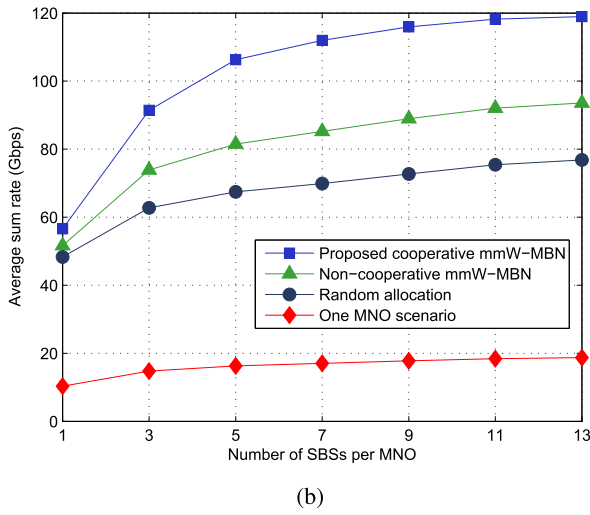 120
100
80
60
40
20
0
Average sum rate (Gbps)
Proposed cooperative mmW−MBN
Non−cooperative mmW−MBN
Random allocation
One MNO scenario
1 3 5 7 9 11 13
Number of SBSs per MNO
(b)